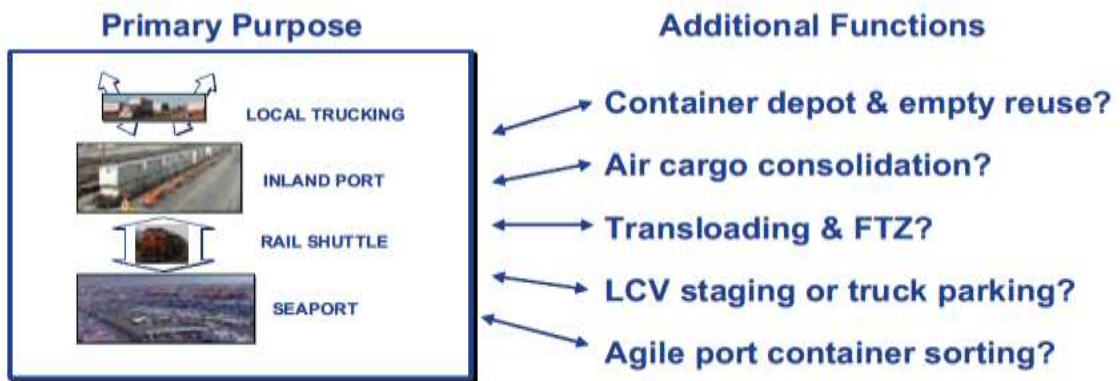 Primary Purpose
LOCAL TRUCKING
INLAND PORT
RAIL SHUTTLE
SEAPORT
Additional Functions
Container depot & empty reuse?
Air cargo consolidation?
Transloading & FTZ?
LCV staging or truck parking?
Agile port container sorting?